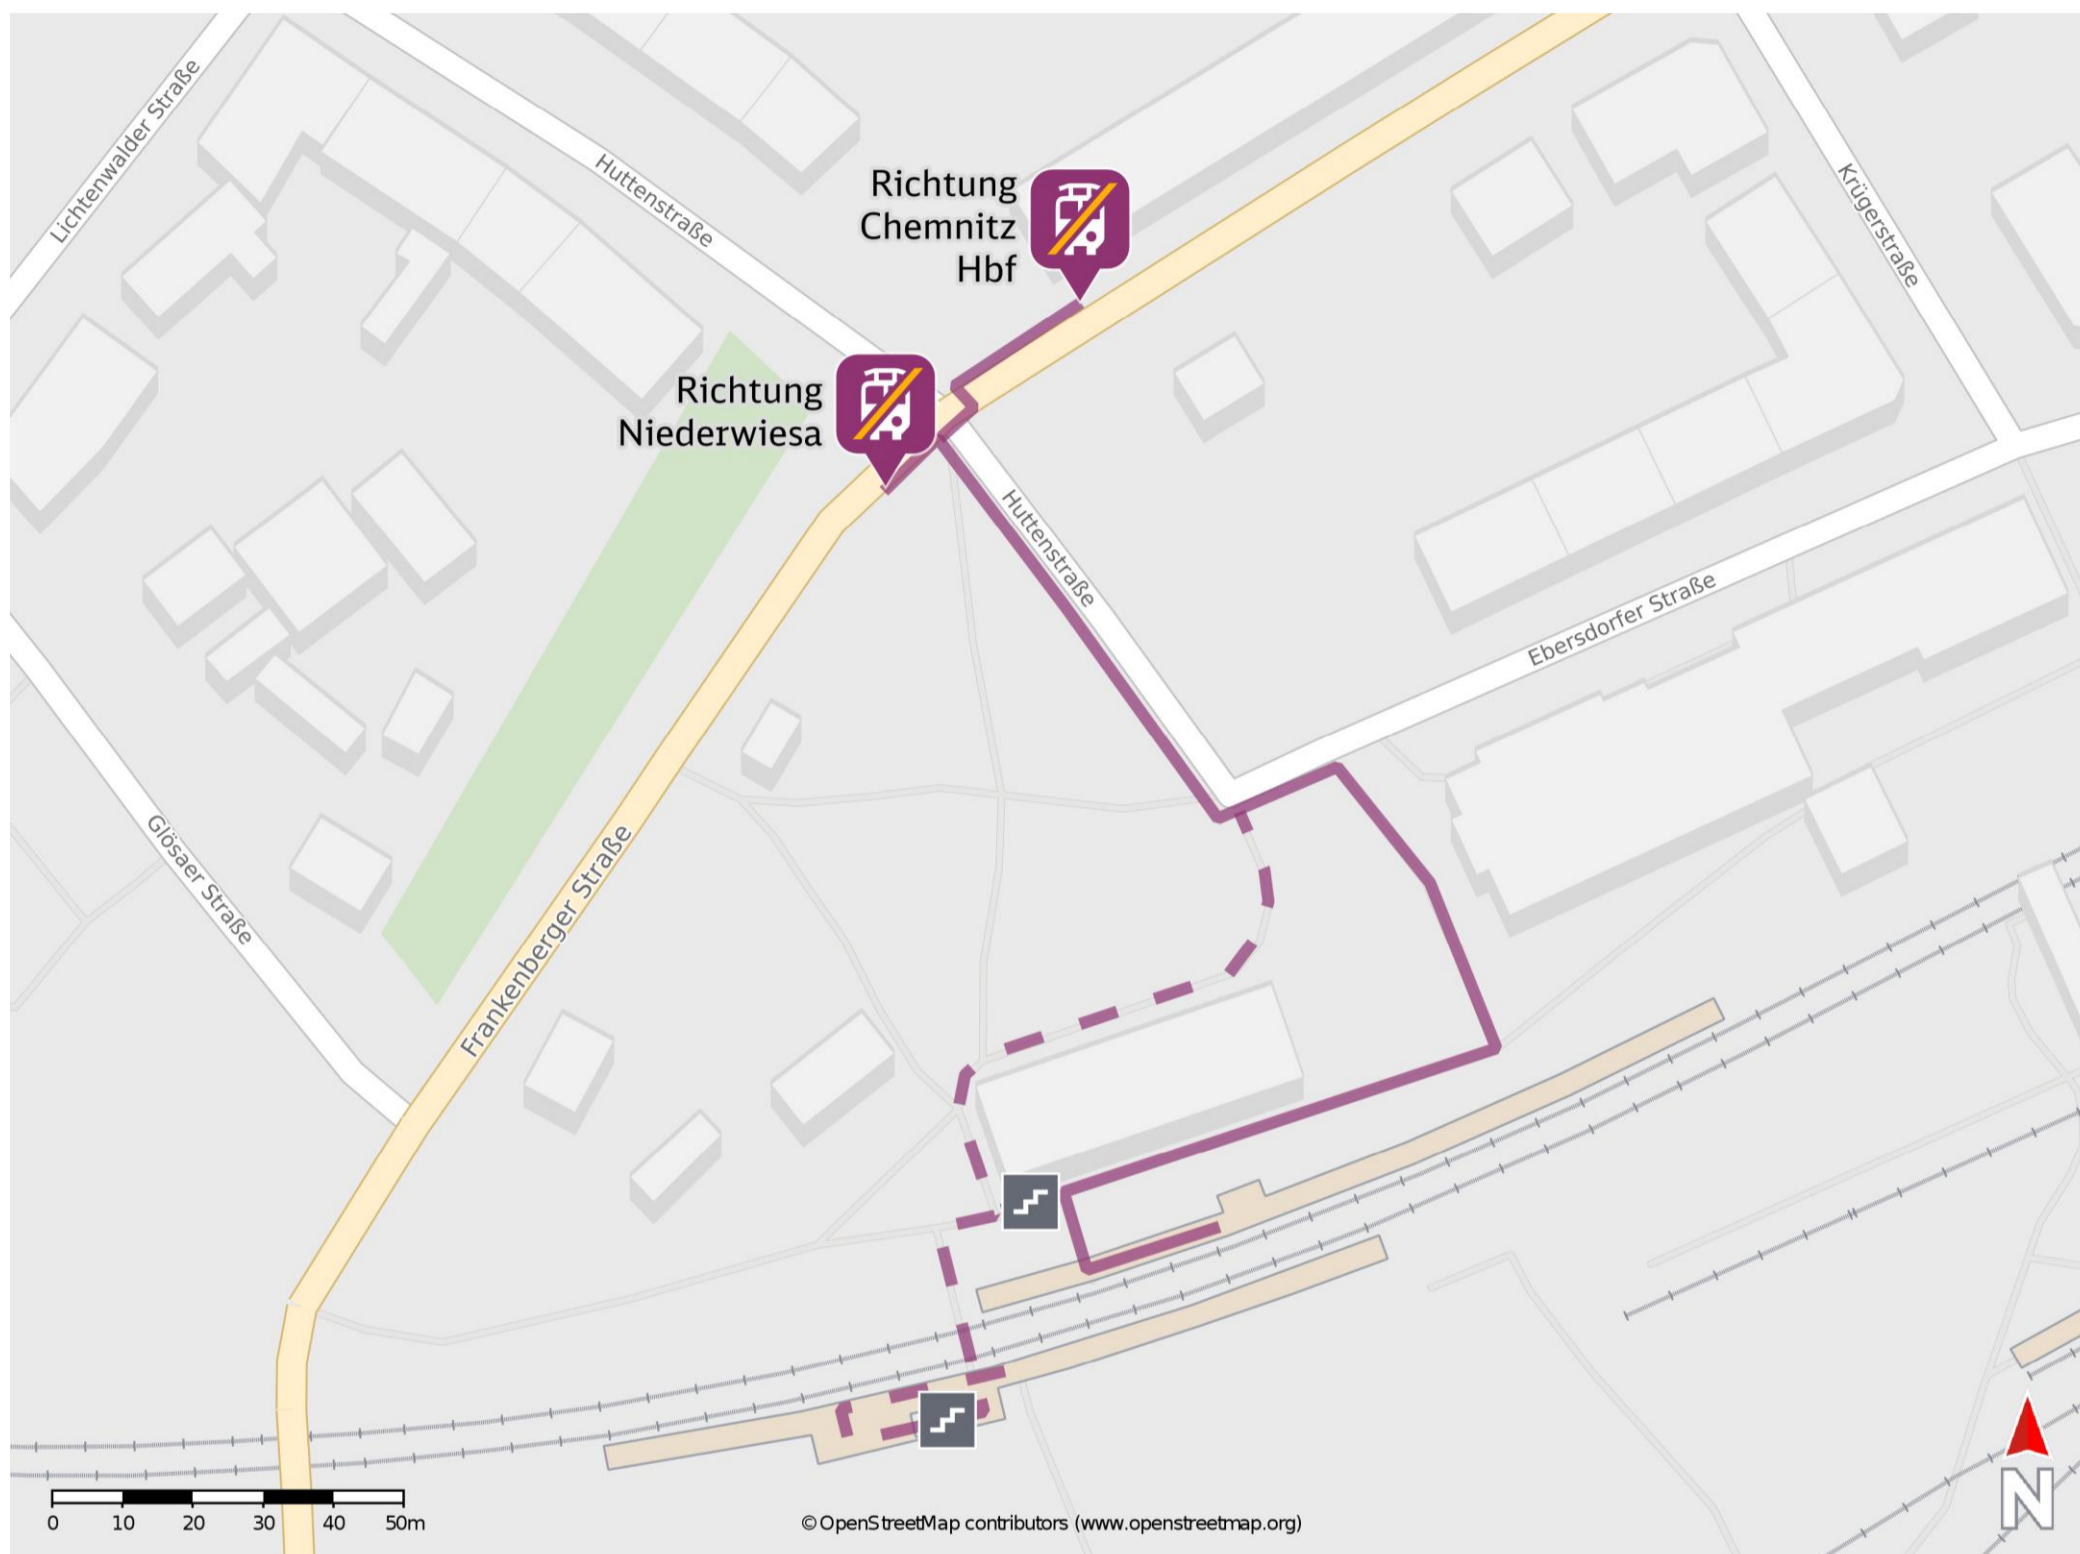 Lichtenwalder Straße
Huttenstraße
Richtung
Chemnitz
Hbf
Krügerstraße
Richtung
Niederwiesa
Huttenstraße
Ebersdorfer Straße
Glösaer Straße
Frankenberger Straße
0 10 20 30 40 50m
© OpenStreetMap contributors (www.openstreetmap.org)
N